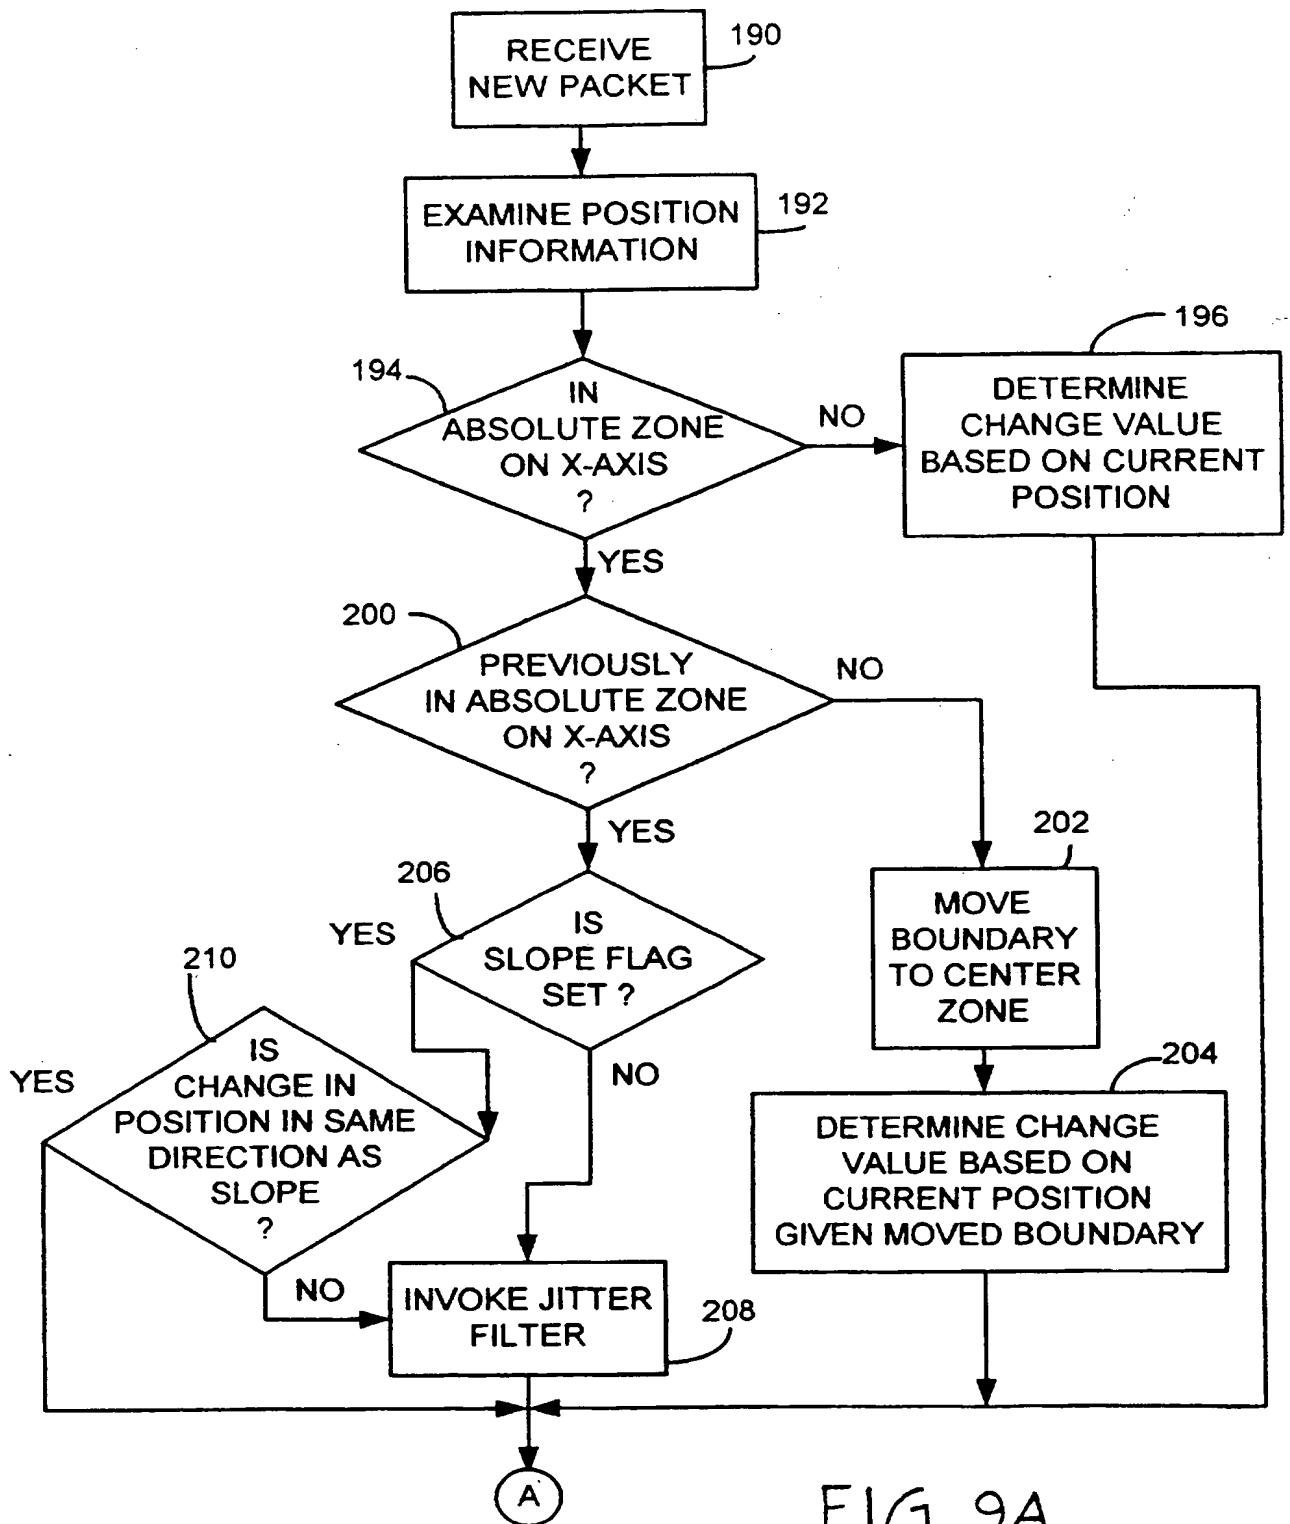 RECEIVE
NEW PACKET
190
EXAMINE POSITION
INFORMATION
192
194
IN
ABSOLUTE ZONE
ON X-AXIS
?
NO
196
DETERMINE
CHANGE VALUE
BASED ON CURRENT
POSITION
YES
200
PREVIOUSLY
IN ABSOLUTE ZONE
ON X-AXIS
?
NO
YES
202
MOVE
BOUNDARY
TO CENTER
ZONE
206
YES
IS
SLOPE FLAG
SET ?
NO
210
YES
IS
CHANGE IN
POSITION IN SAME
DIRECTION AS
SLOPE
?
NO
204
DETERMINE CHANGE
VALUE BASED ON
CURRENT POSITION
GIVEN MOVED BOUNDARY
INVOKE JITTER
FILTER
208
A
FIG. 9A